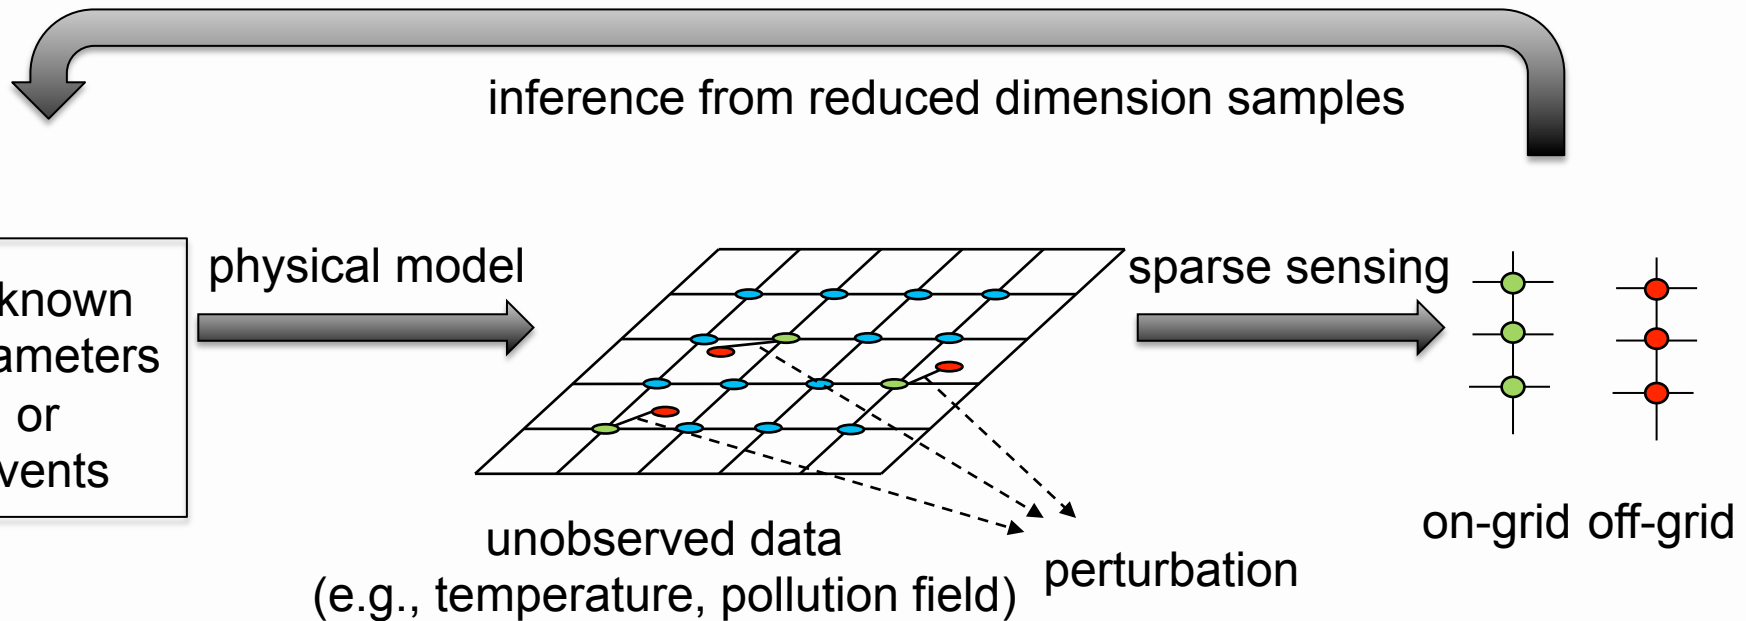 inference from reduced dimension samples
physical model
sparse sensing
known
ameters
or
vents
unobserved data
(e.g., temperature, pollution field)
perturbation
on-grid off-grid